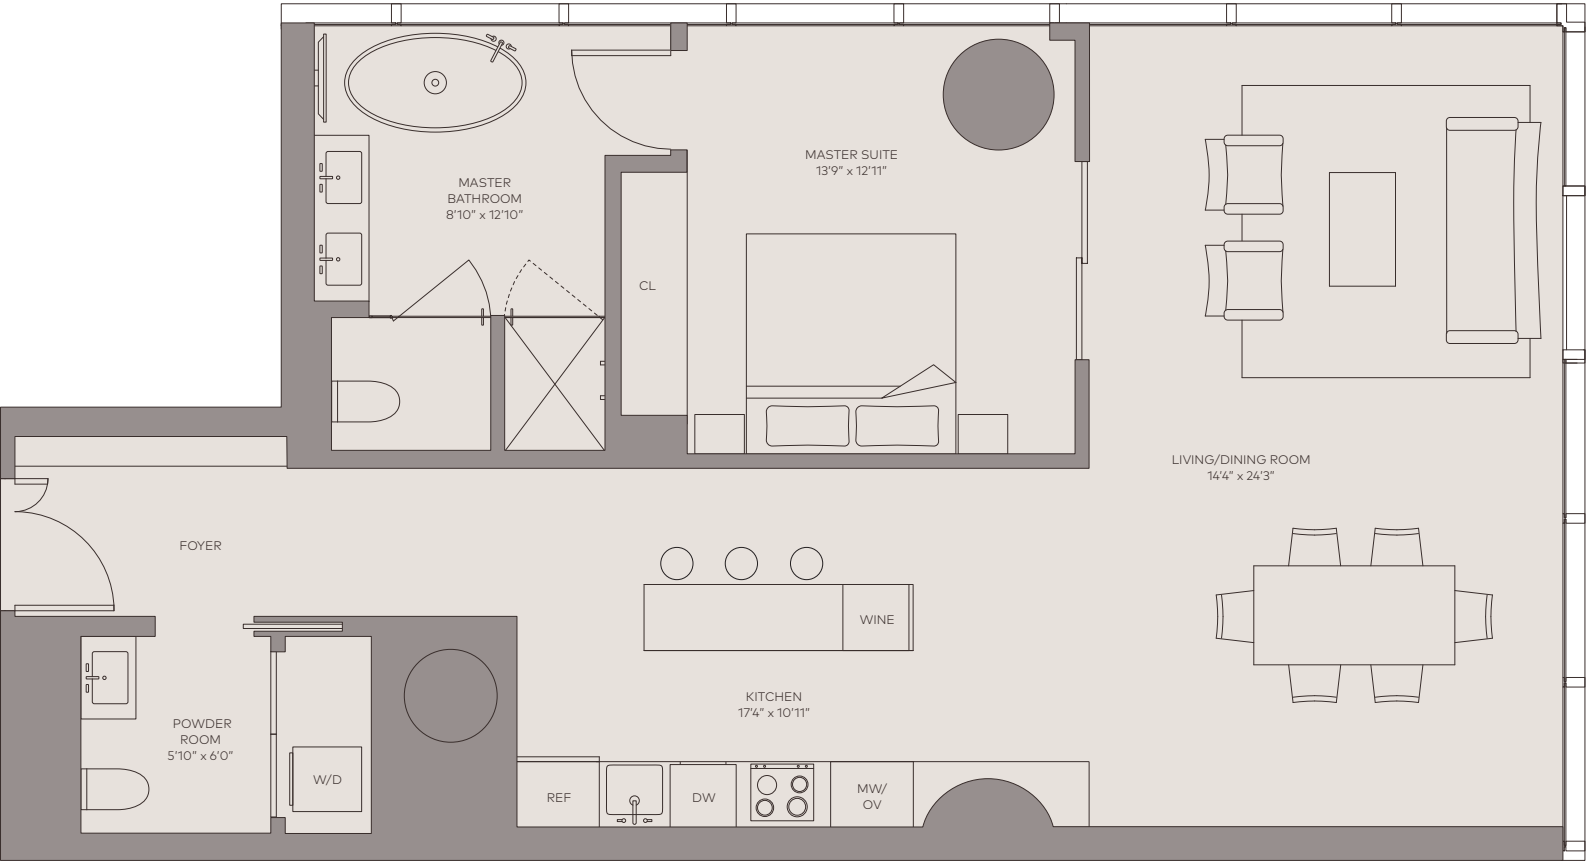 MASTER SUITE
13'9" x 12'11"
MASTER
BATHROOM
8'10" x 12'10"
CL
LIVING/DINING ROOM
14'4" x 24'3"
FOYER
WINE
KITCHEN
17'4" x 10'11"
POWDER
ROOM
5'10" x 6'0"
W/D
REF
DW
MW/
OV